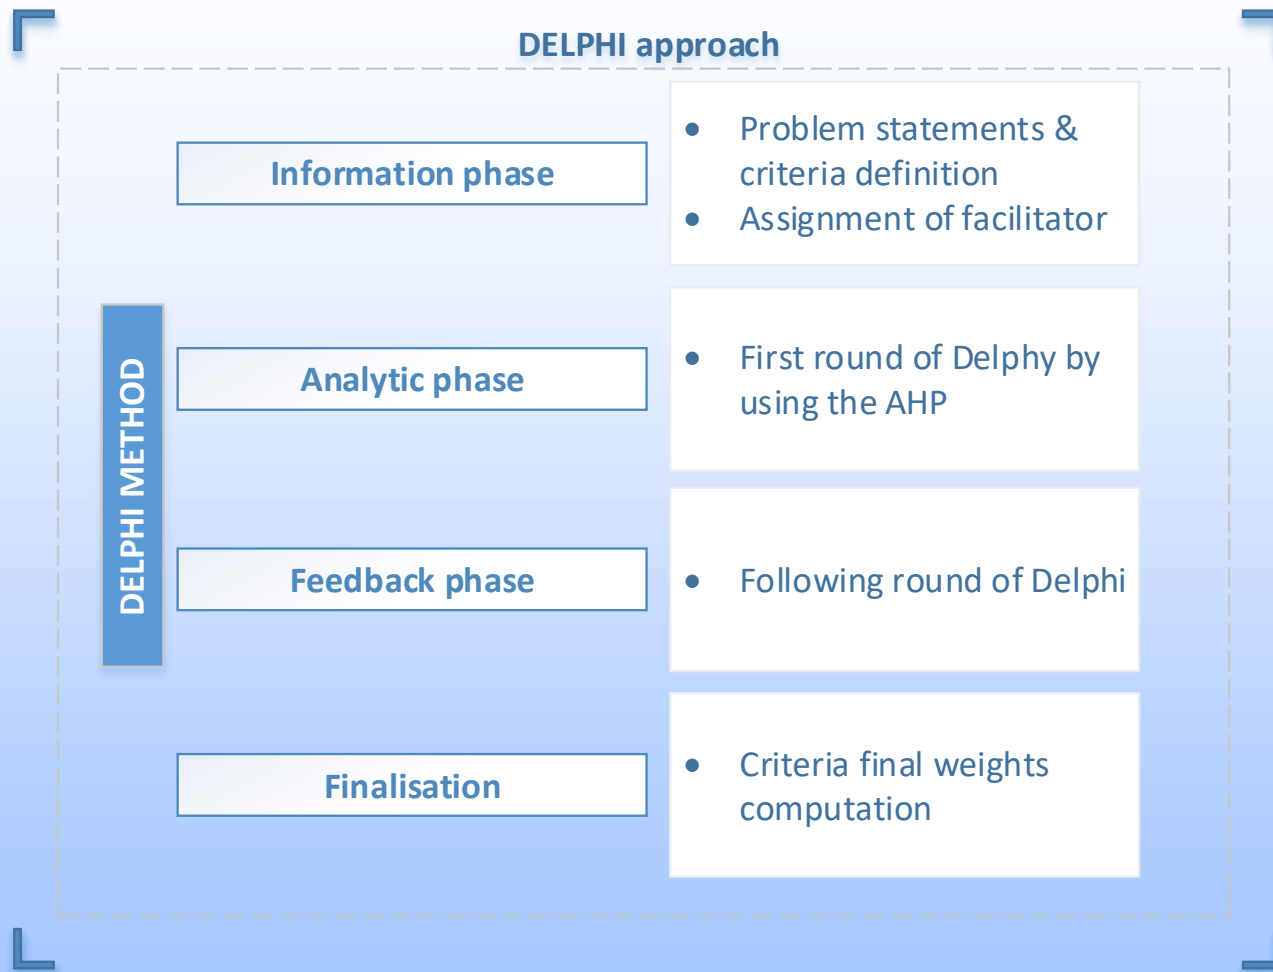 DELPHI approach
DELPHI METHOD
Information phase
• Problem statements &
criteria definition
• Assignment of facilitator
Analytic phase
• First round of Delphy by
using the AHP
Feedback phase
• Following round of Delphi
Finalisation
• Criteria final weights
computation